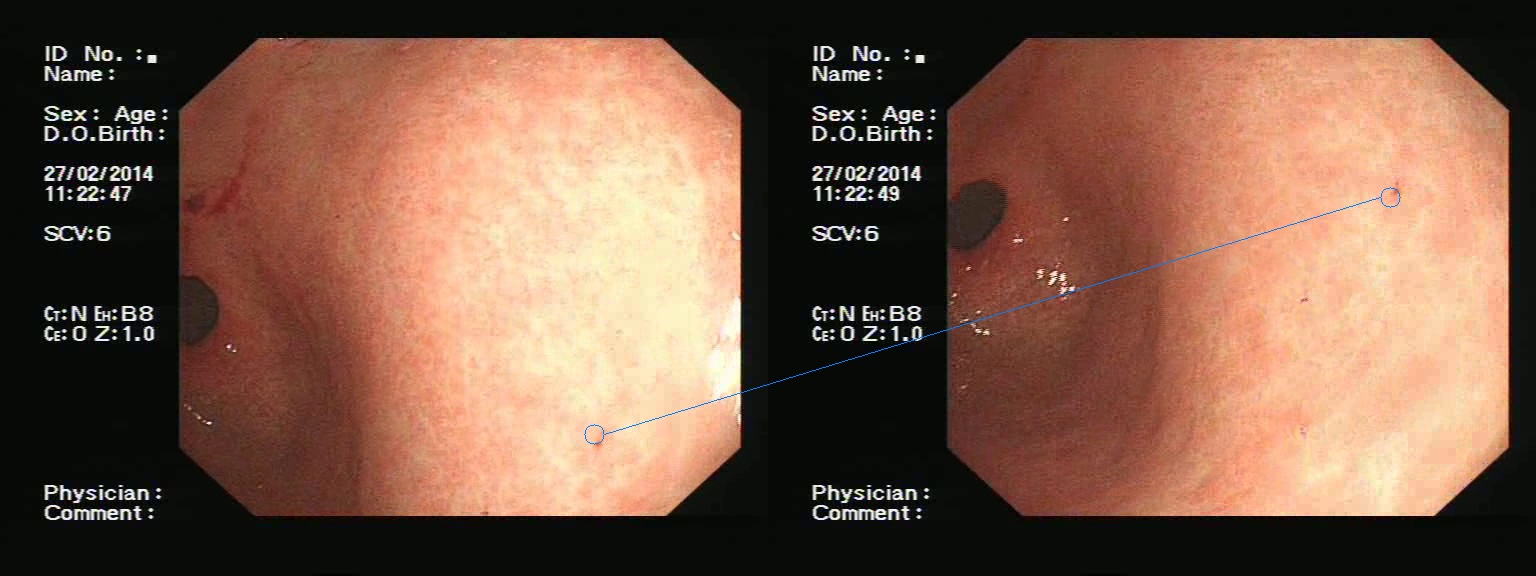 ID No. :
Name:
Sex: Age:
D.O.Birth:
27/02/2014
11:22:47
SCV:6
CT:N EH:B8
CE:0 Z:1.0
Physician:
Comment:
ID No. :
Name:
Sex: Age:
D.O.Birth:
27/02/2014
11:22:49
SCV:6
CT:N EH:B8
CE:0 Z:1.0
Physician:
Comment: